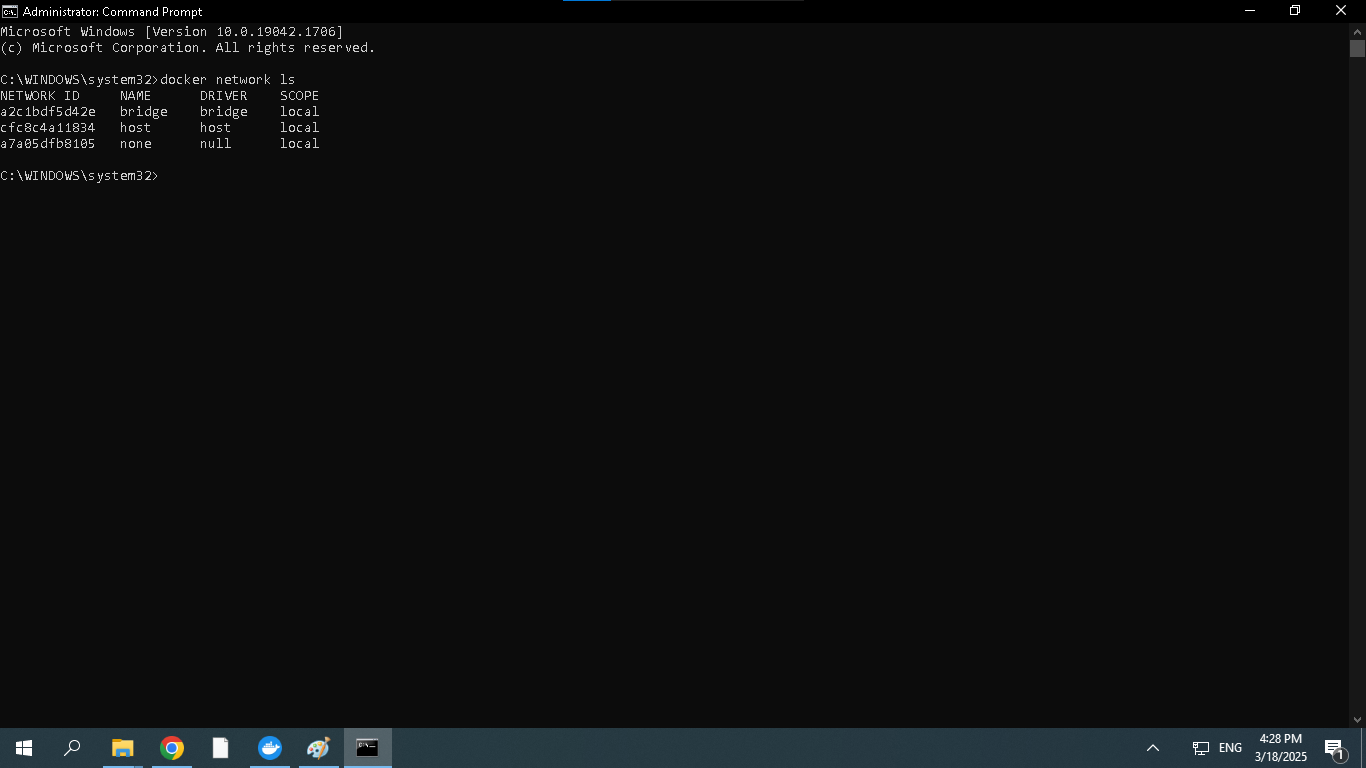 Administrator: Command Prompt
Microsoft Windows [Version 10.0.19042.1706]
(c) Microsoft Corporation. All rights reserved.
C:\WINDOWS\system32>docker network ls
NETWORK ID     NAME      DRIVER    SCOPE
a2c1bdf5d42e   bridge    bridge    local
cfc8c4a11834   host      host      local
a7a05dfb8105   none      null      local
C:\WINDOWS\system32>
ENG
4:28 PM
3/18/2025
1